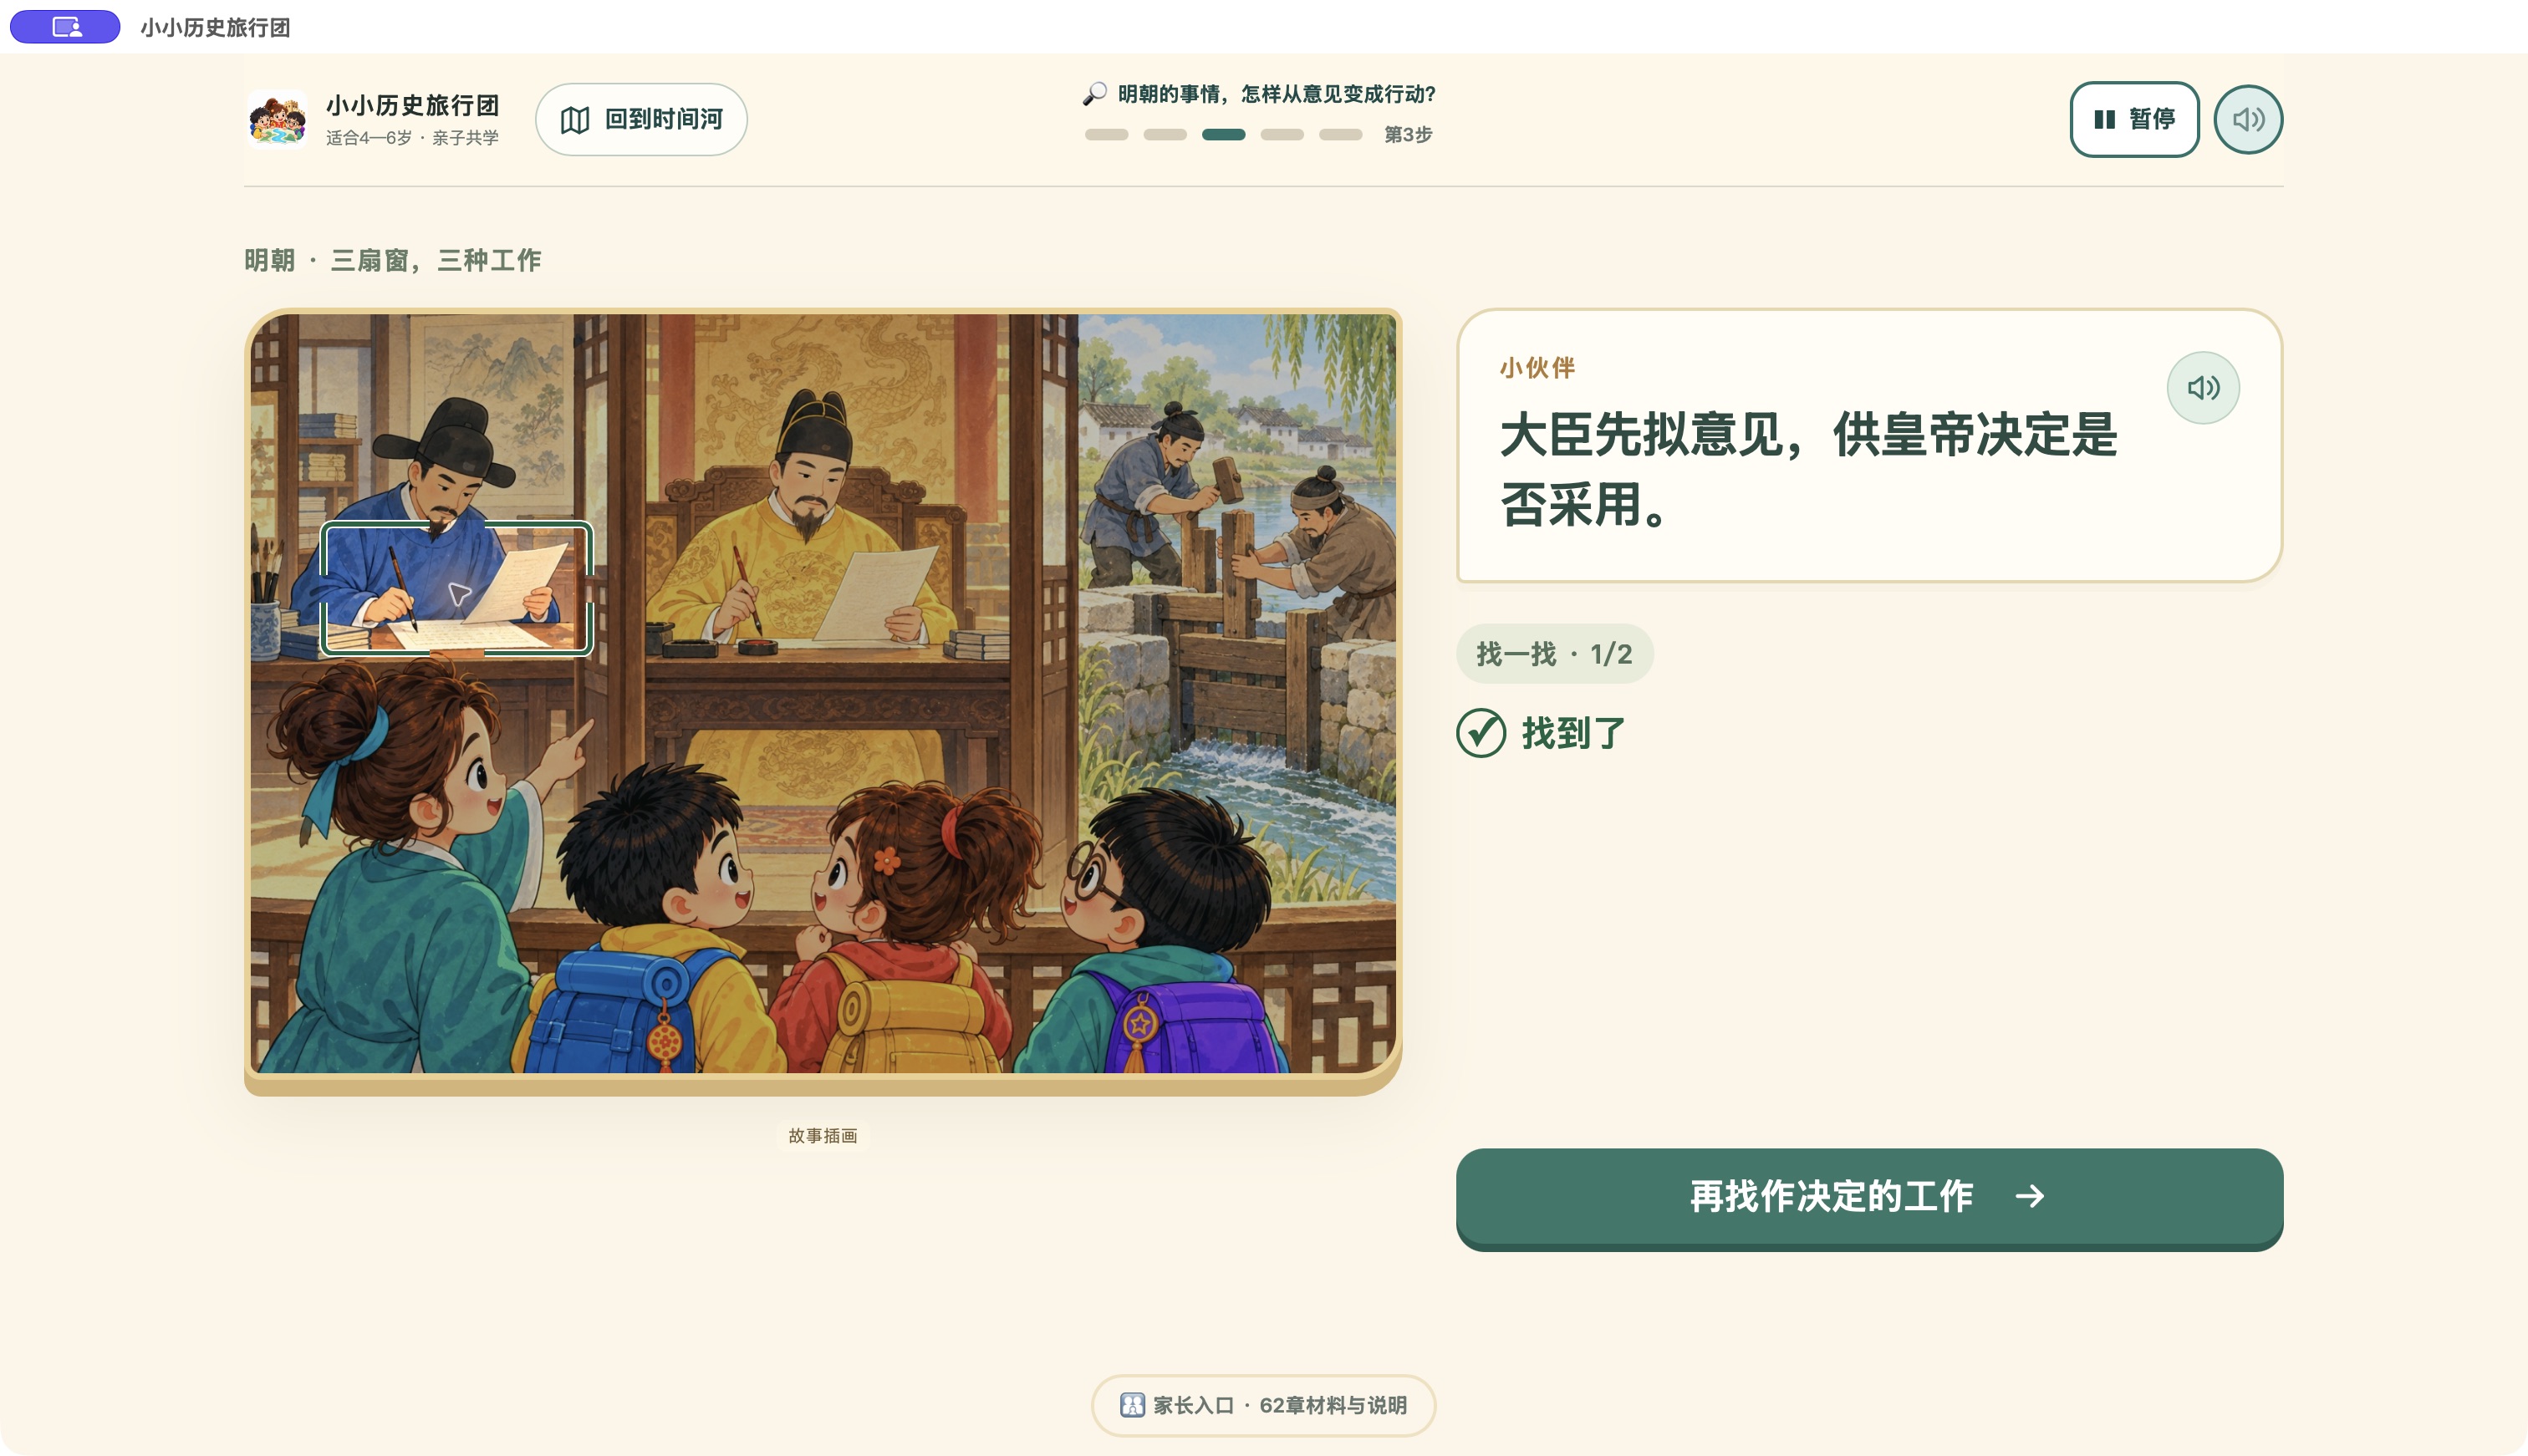 小小历史旅行团
小小历史旅行团
适合4—6岁 · 亲子共学
回到时间河
明朝的事情，怎样从意见变成行动？
第3步
暂停
明朝 · 三扇窗，三种工作
小伙伴
大臣先拟意见，供皇帝决定是
否采用。
找一找 · 1/2
找到了
故事插画
再找作决定的工作
家长入口 · 62章材料与说明